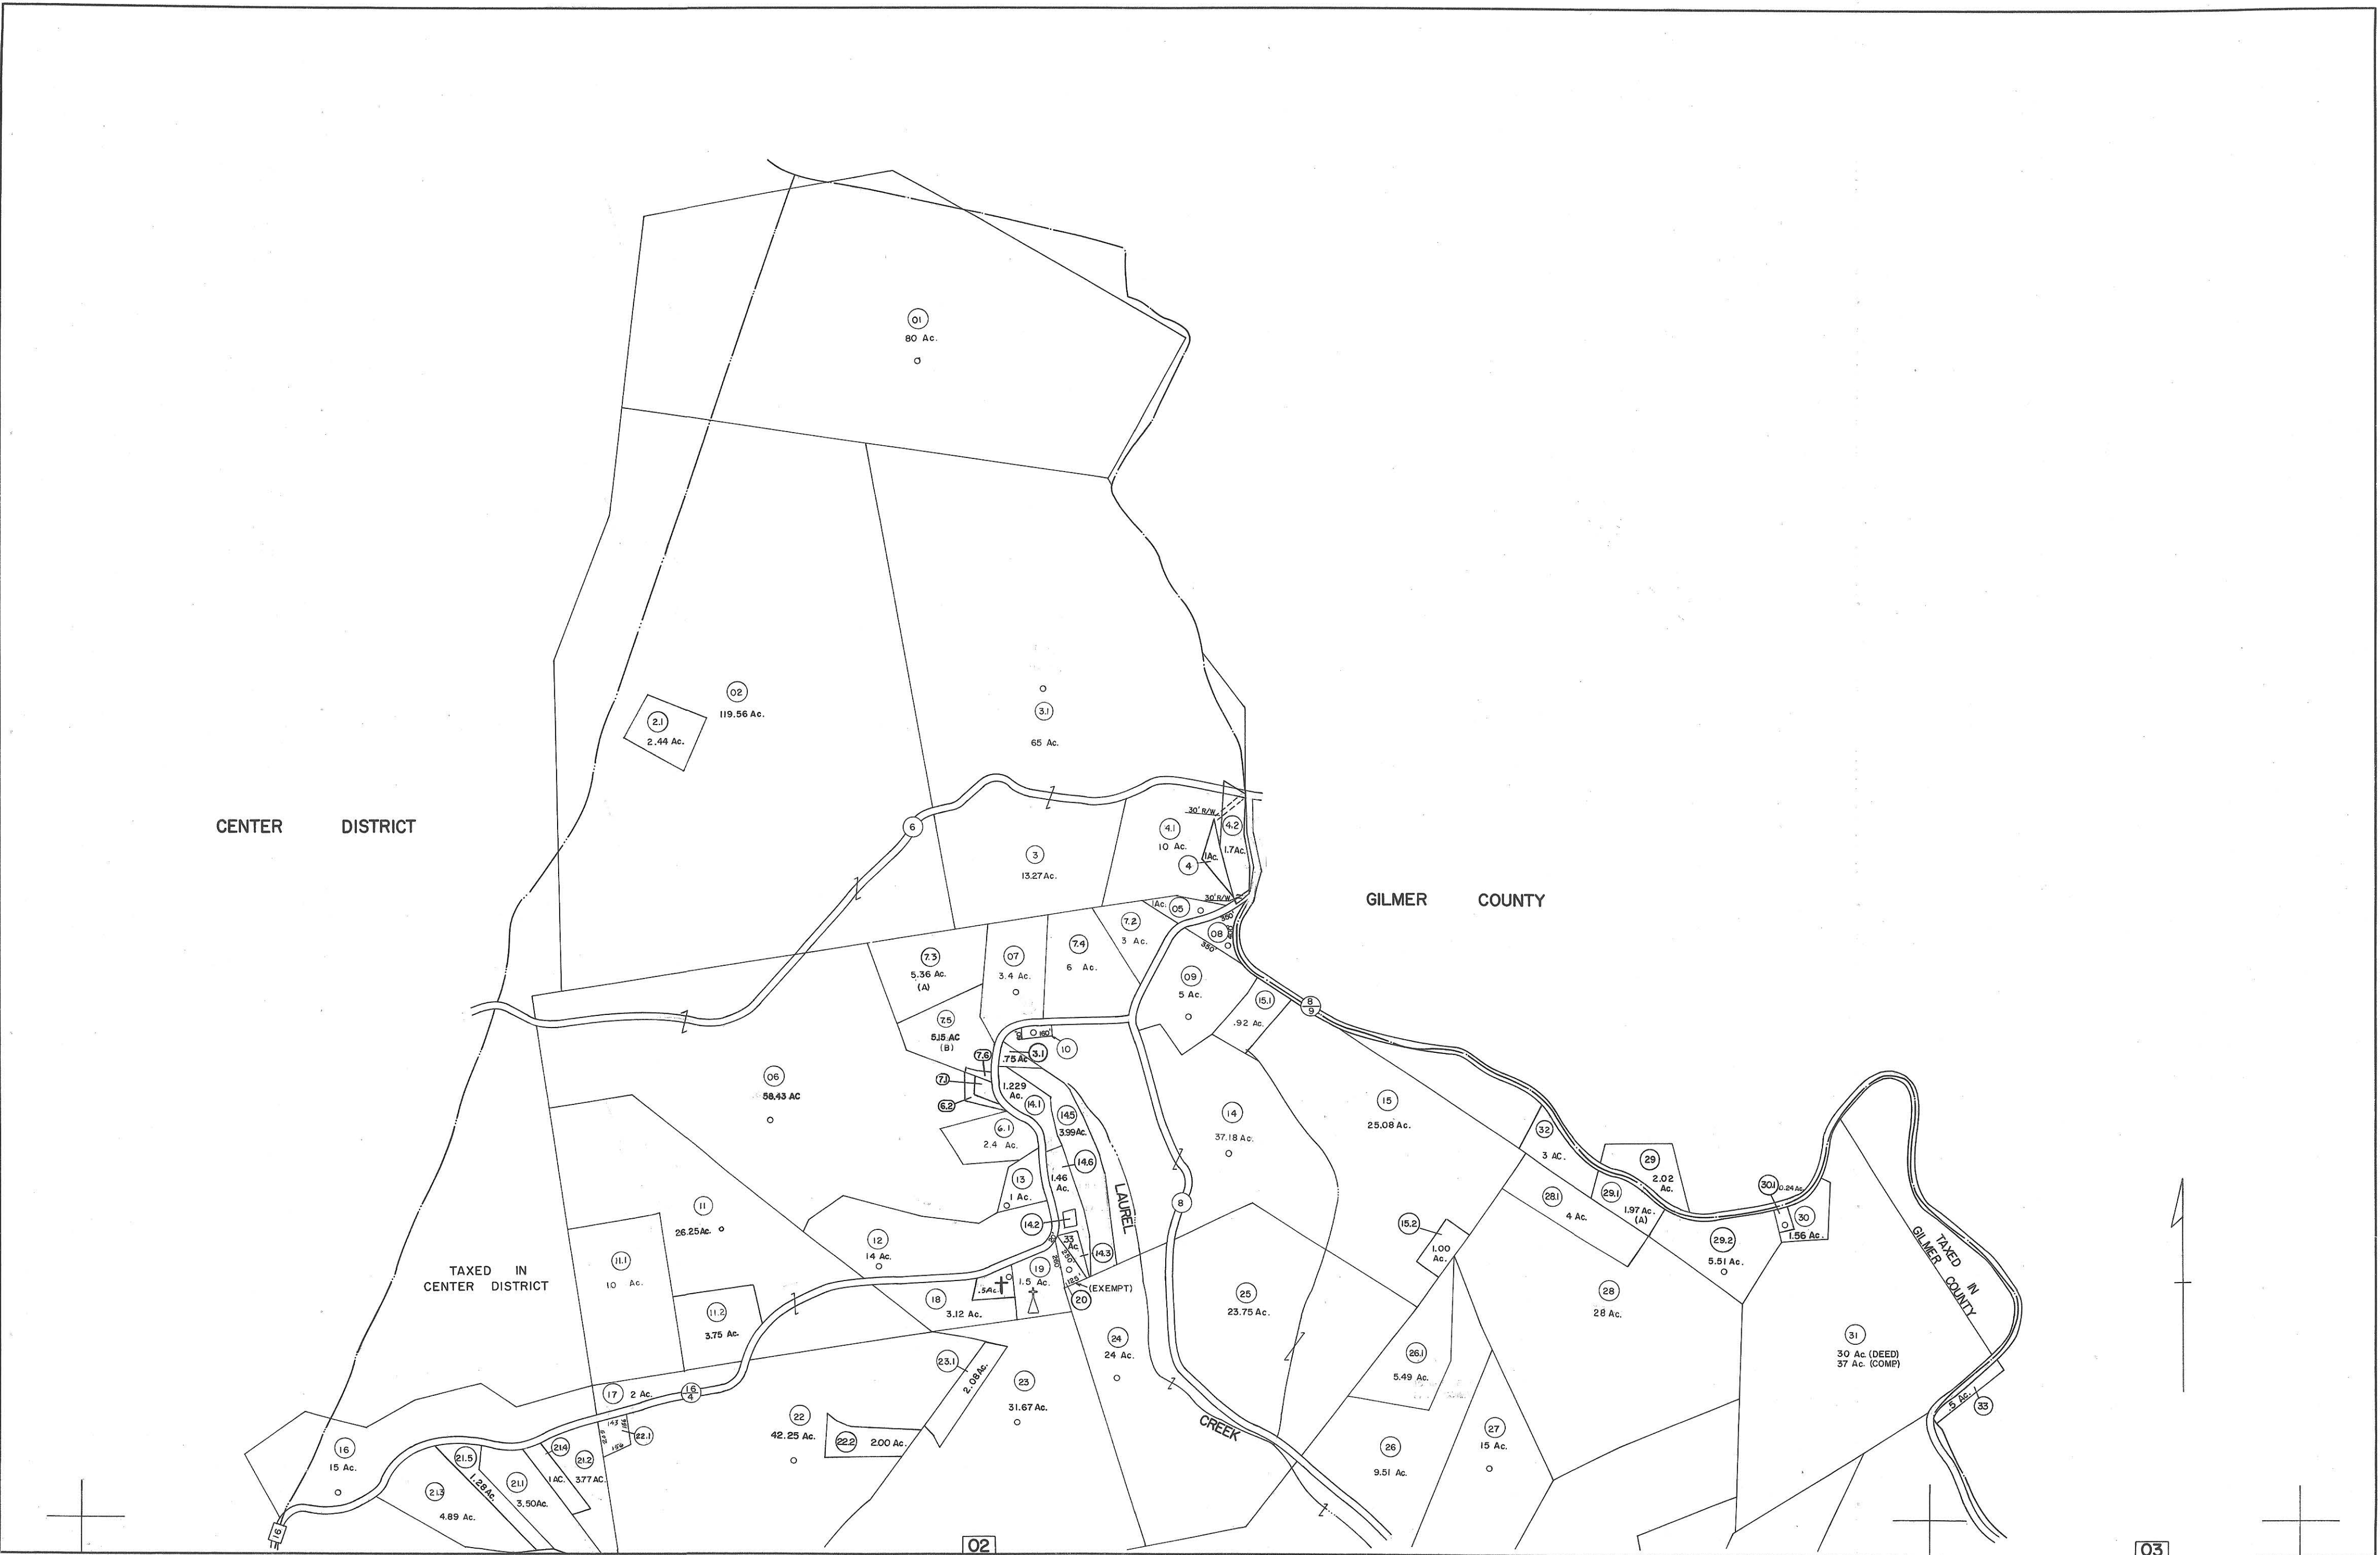 01
80 Ac.
02
119.56 Ac.
2.1
2.44 Ac.
3.1
65 Ac.
CENTER DISTRICT
6
30' R/W
4.1
10 Ac.
4.2
1.7Ac.
1Ac.
4
3
13.27Ac.
30' R/W
GILMER COUNTY
1Ac.
05
350'
08
350'
7.2
3 Ac.
7.4
6 Ac.
07
3.4 Ac.
7.3
5.36 Ac.
(A)
09
5 Ac.
15.1
.92 Ac.
8
9
7.5
5.15 AC
(B)
160'
10
7.6
.75Ac
3.1
7.1
6.2
1.229
Ac.
14.1
06
58.43 AC
14.5
3.99Ac.
6.1
2.4 Ac.
14
37.18 Ac.
15
25.08 Ac.
32
3 AC.
29
2.02
Ac.
14.6
1.46
Ac.
13
1 Ac.
LAUREL
8
14.2
.33
Ac.
14.3
11
26.25Ac.
12
14 Ac.
28.1
4 Ac.
29.1
1.97 Ac.
(A)
30.1
0.24 Ac.
30
1.56 Ac.
15.2
1.00
Ac.
29.2
5.51 Ac.
TAXED IN
GILMER COUNTY
TAXED IN
CENTER DISTRICT
11.1
10 Ac.
260'
250'
125'
19
1.5 Ac.
(EXEMPT)
20
.5Ac.
18
3.12 Ac.
11.2
3.75 Ac.
25
23.75 Ac.
28
28 Ac.
24
24 Ac.
31
30 Ac. (DEED)
37 Ac. (COMP)
26.1
5.49 Ac.
23.1
2.08Ac.
23
31.67 Ac.
.5 Ac.
33
17
2 Ac.
16
4
143
158
22.1
22
42.25 Ac.
22.2
2.00 Ac.
CREEK
26
9.51 Ac.
27
15 Ac.
16
15 Ac.
21.5
1.28Ac.
21.4
1 AC.
21.2
3.77 AC.
21.1
3.50Ac.
21.3
4.89 Ac.
16
02
03